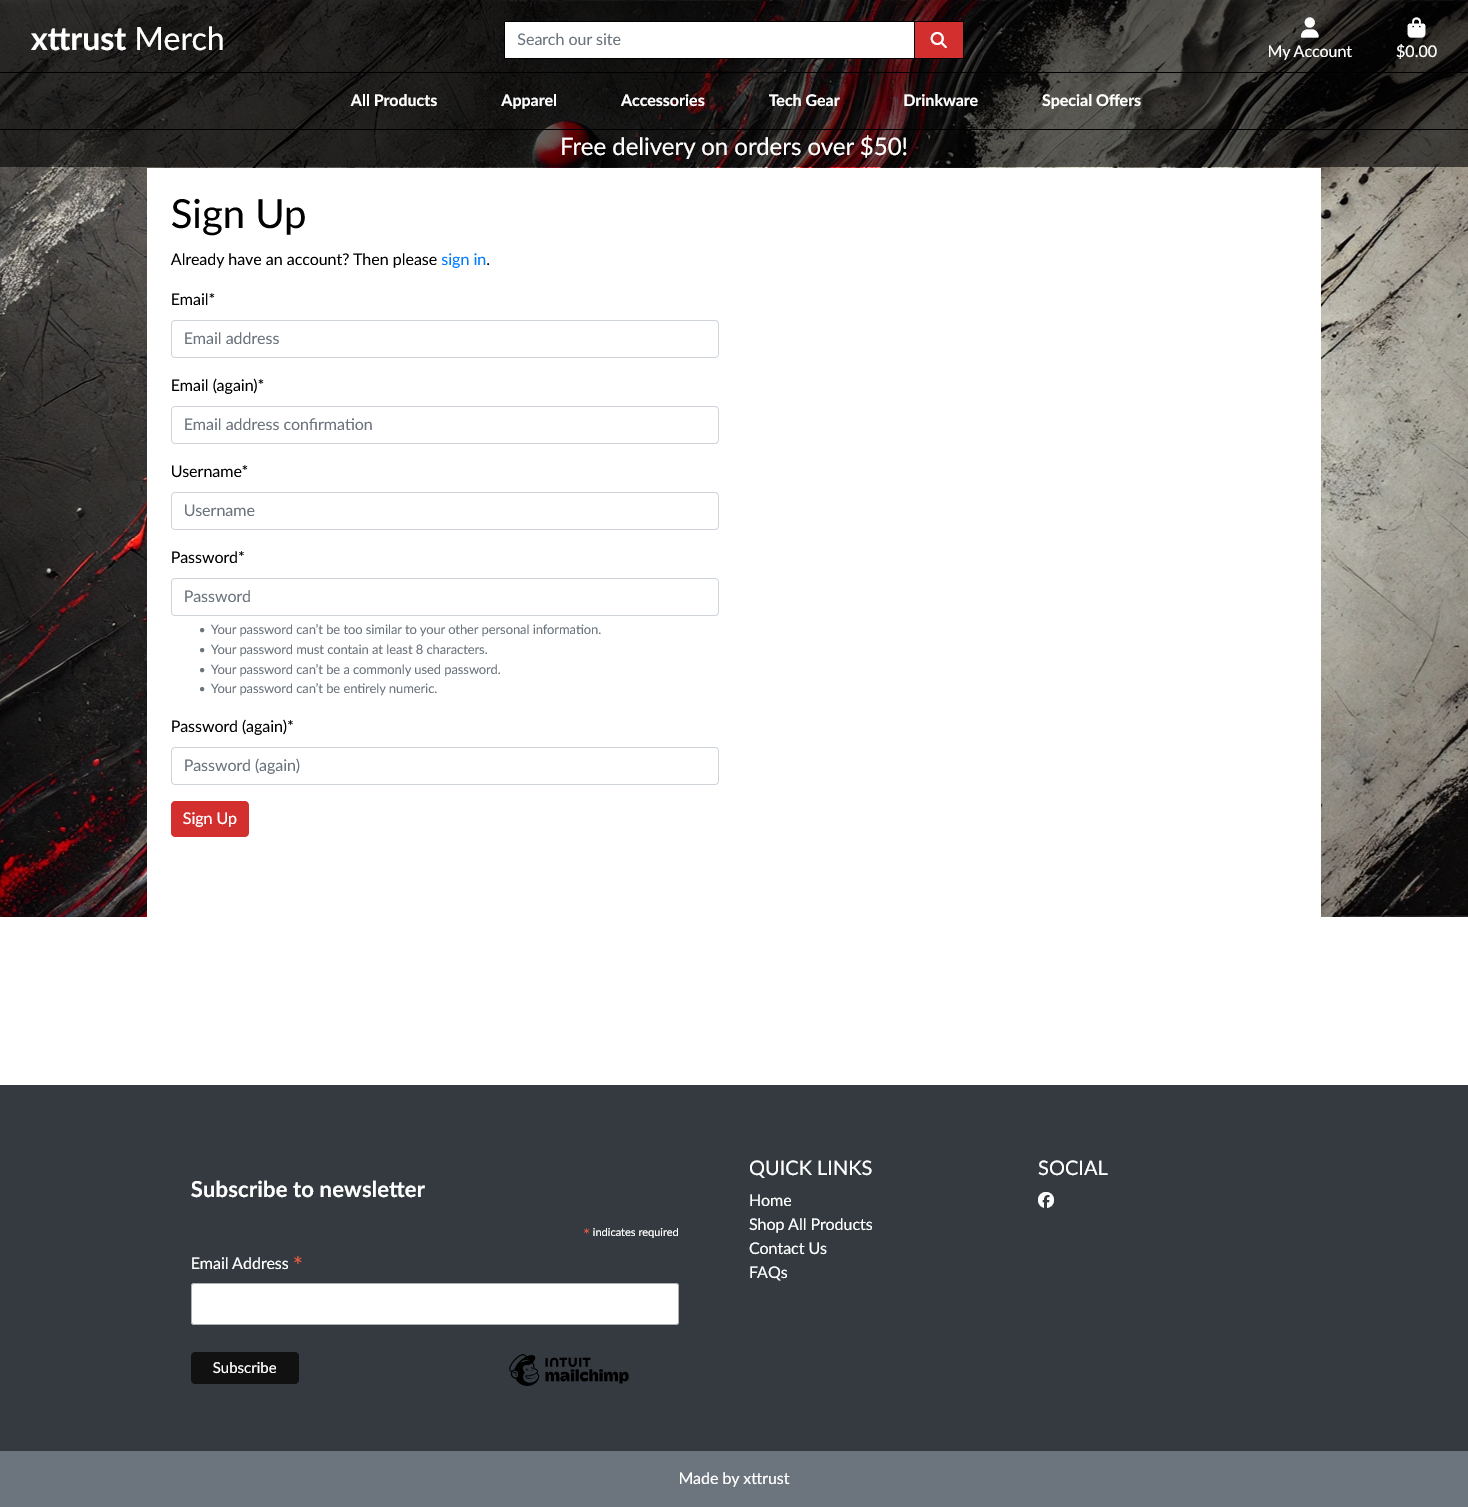 xttrust Merch
Search our site
My Account
$0.00
All Products
Apparel
Accessories
Tech Gear
Drinkware
Special Offers
Free delivery on orders over $50!
Sign Up
Already have an account? Then please sign in.
Email*
Email address
Email (again)*
Email address confirmation
Username*
Username
Password*
Password
• Your password can't be too similar to your other personal information.
• Your password must contain at least 8 characters.
• Your password can't be a commonly used password.
• Your password can't be entirely numeric.
Password (again)*
Password (again)
Sign Up
Subscribe to newsletter
* indicates required
Email Address *
Subscribe
INTUIT
mailchimp
QUICK LINKS
Home
Shop All Products
Contact Us
FAQs
SOCIAL
Made by xttrust